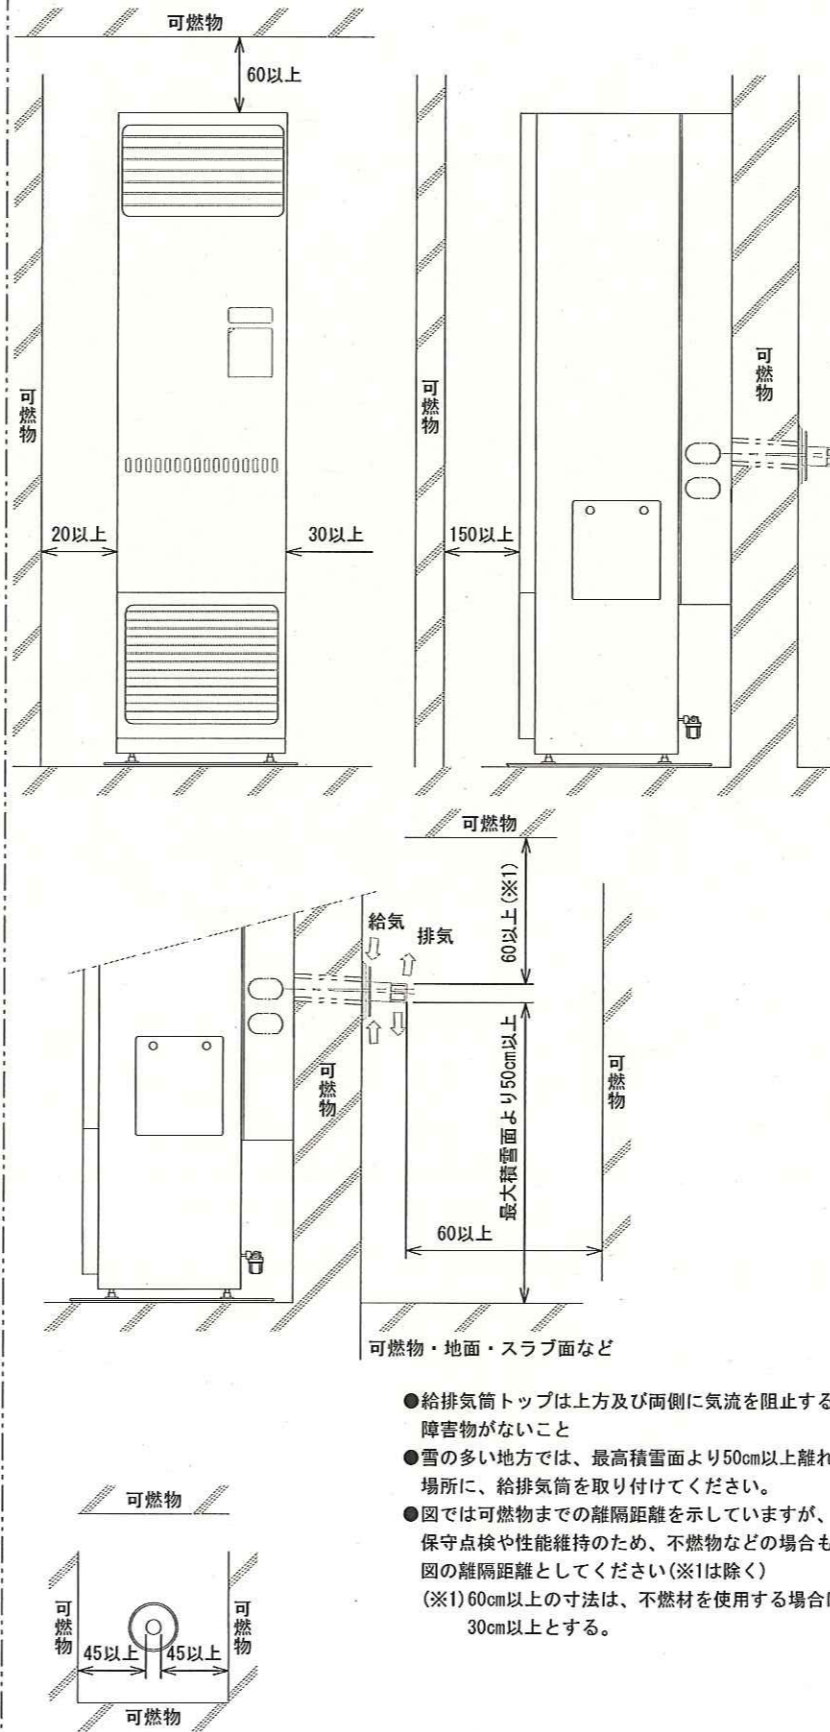 可燃物
60以上
可燃物
20以上
30以上
可燃物
150以上
可燃物
可燃物
60以上(※1)
給気
排気
可燃物
最大積雪面より50cm以上
可燃物
60以上
可燃物・地面・スラブ面など
●給排気筒トップは上方及び両側に気流を阻止する
障害物がないこと
●雪の多い地方では、最高積雪面より50cm以上離れ
場所に、給排気筒を取り付けてください。
●図では可燃物までの離隔距離を示していますが、
保守点検や性能維持のため、不燃物などの場合も
図の離隔距離としてください(※1は除く)
(※1)60cm以上の寸法は、不燃材を使用する場合
30cm以上とする。
可燃物
可燃物
可燃物
45以上
45以上
可燃物